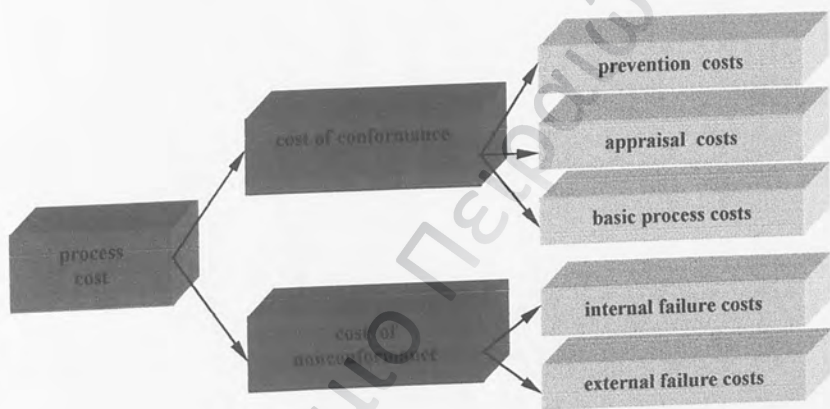 prevention costs
cost of conformance
appraisal costs
basic process costs
process
cost
internal failure costs
cost of
nonconformance
external failure costs